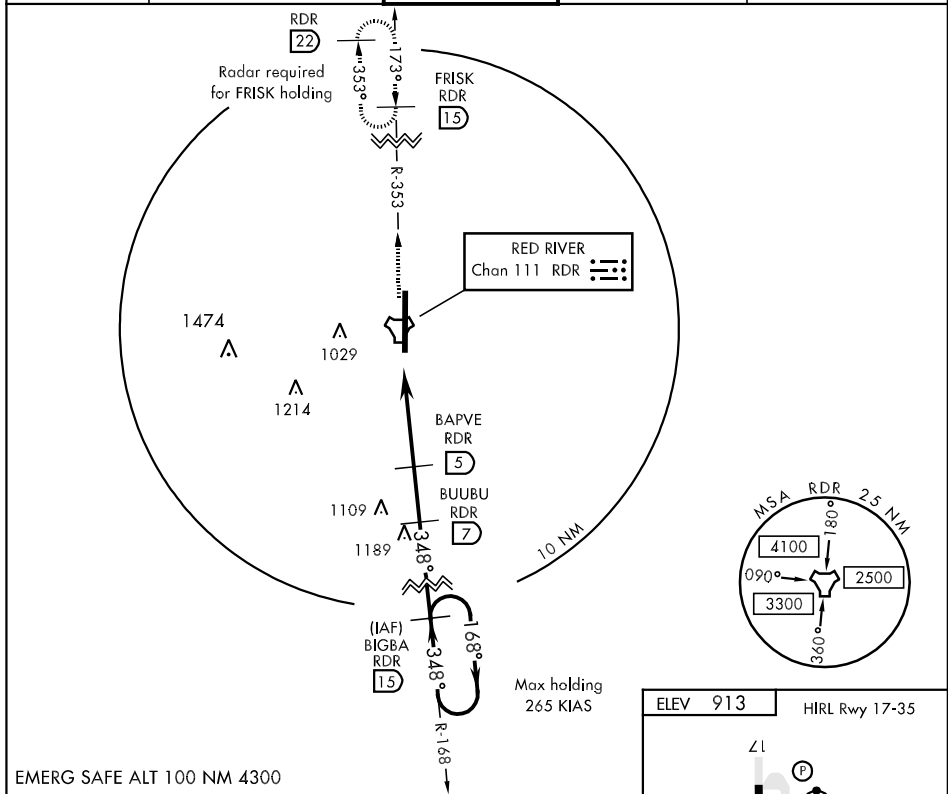 RDR
22
Radar required
for FRISK holding
353°
173°
FRISK
RDR
15
R-353
RED RIVER
Chan 111 RDR
1474
1029
1214
BAPVE
RDR
5
BUUBU
RDR
7
1109
1189
348°
10 NM
(IAF)
BIGBA
RDR
15
348°
168°
Max holding
265 KIAS
R-168
MSA RDR 25 NM
180°
4100
090°
2500
3300
360°
ELEV 913
HIRL Rwy 17-35
17
P
EMERG SAFE ALT 100 NM 4300